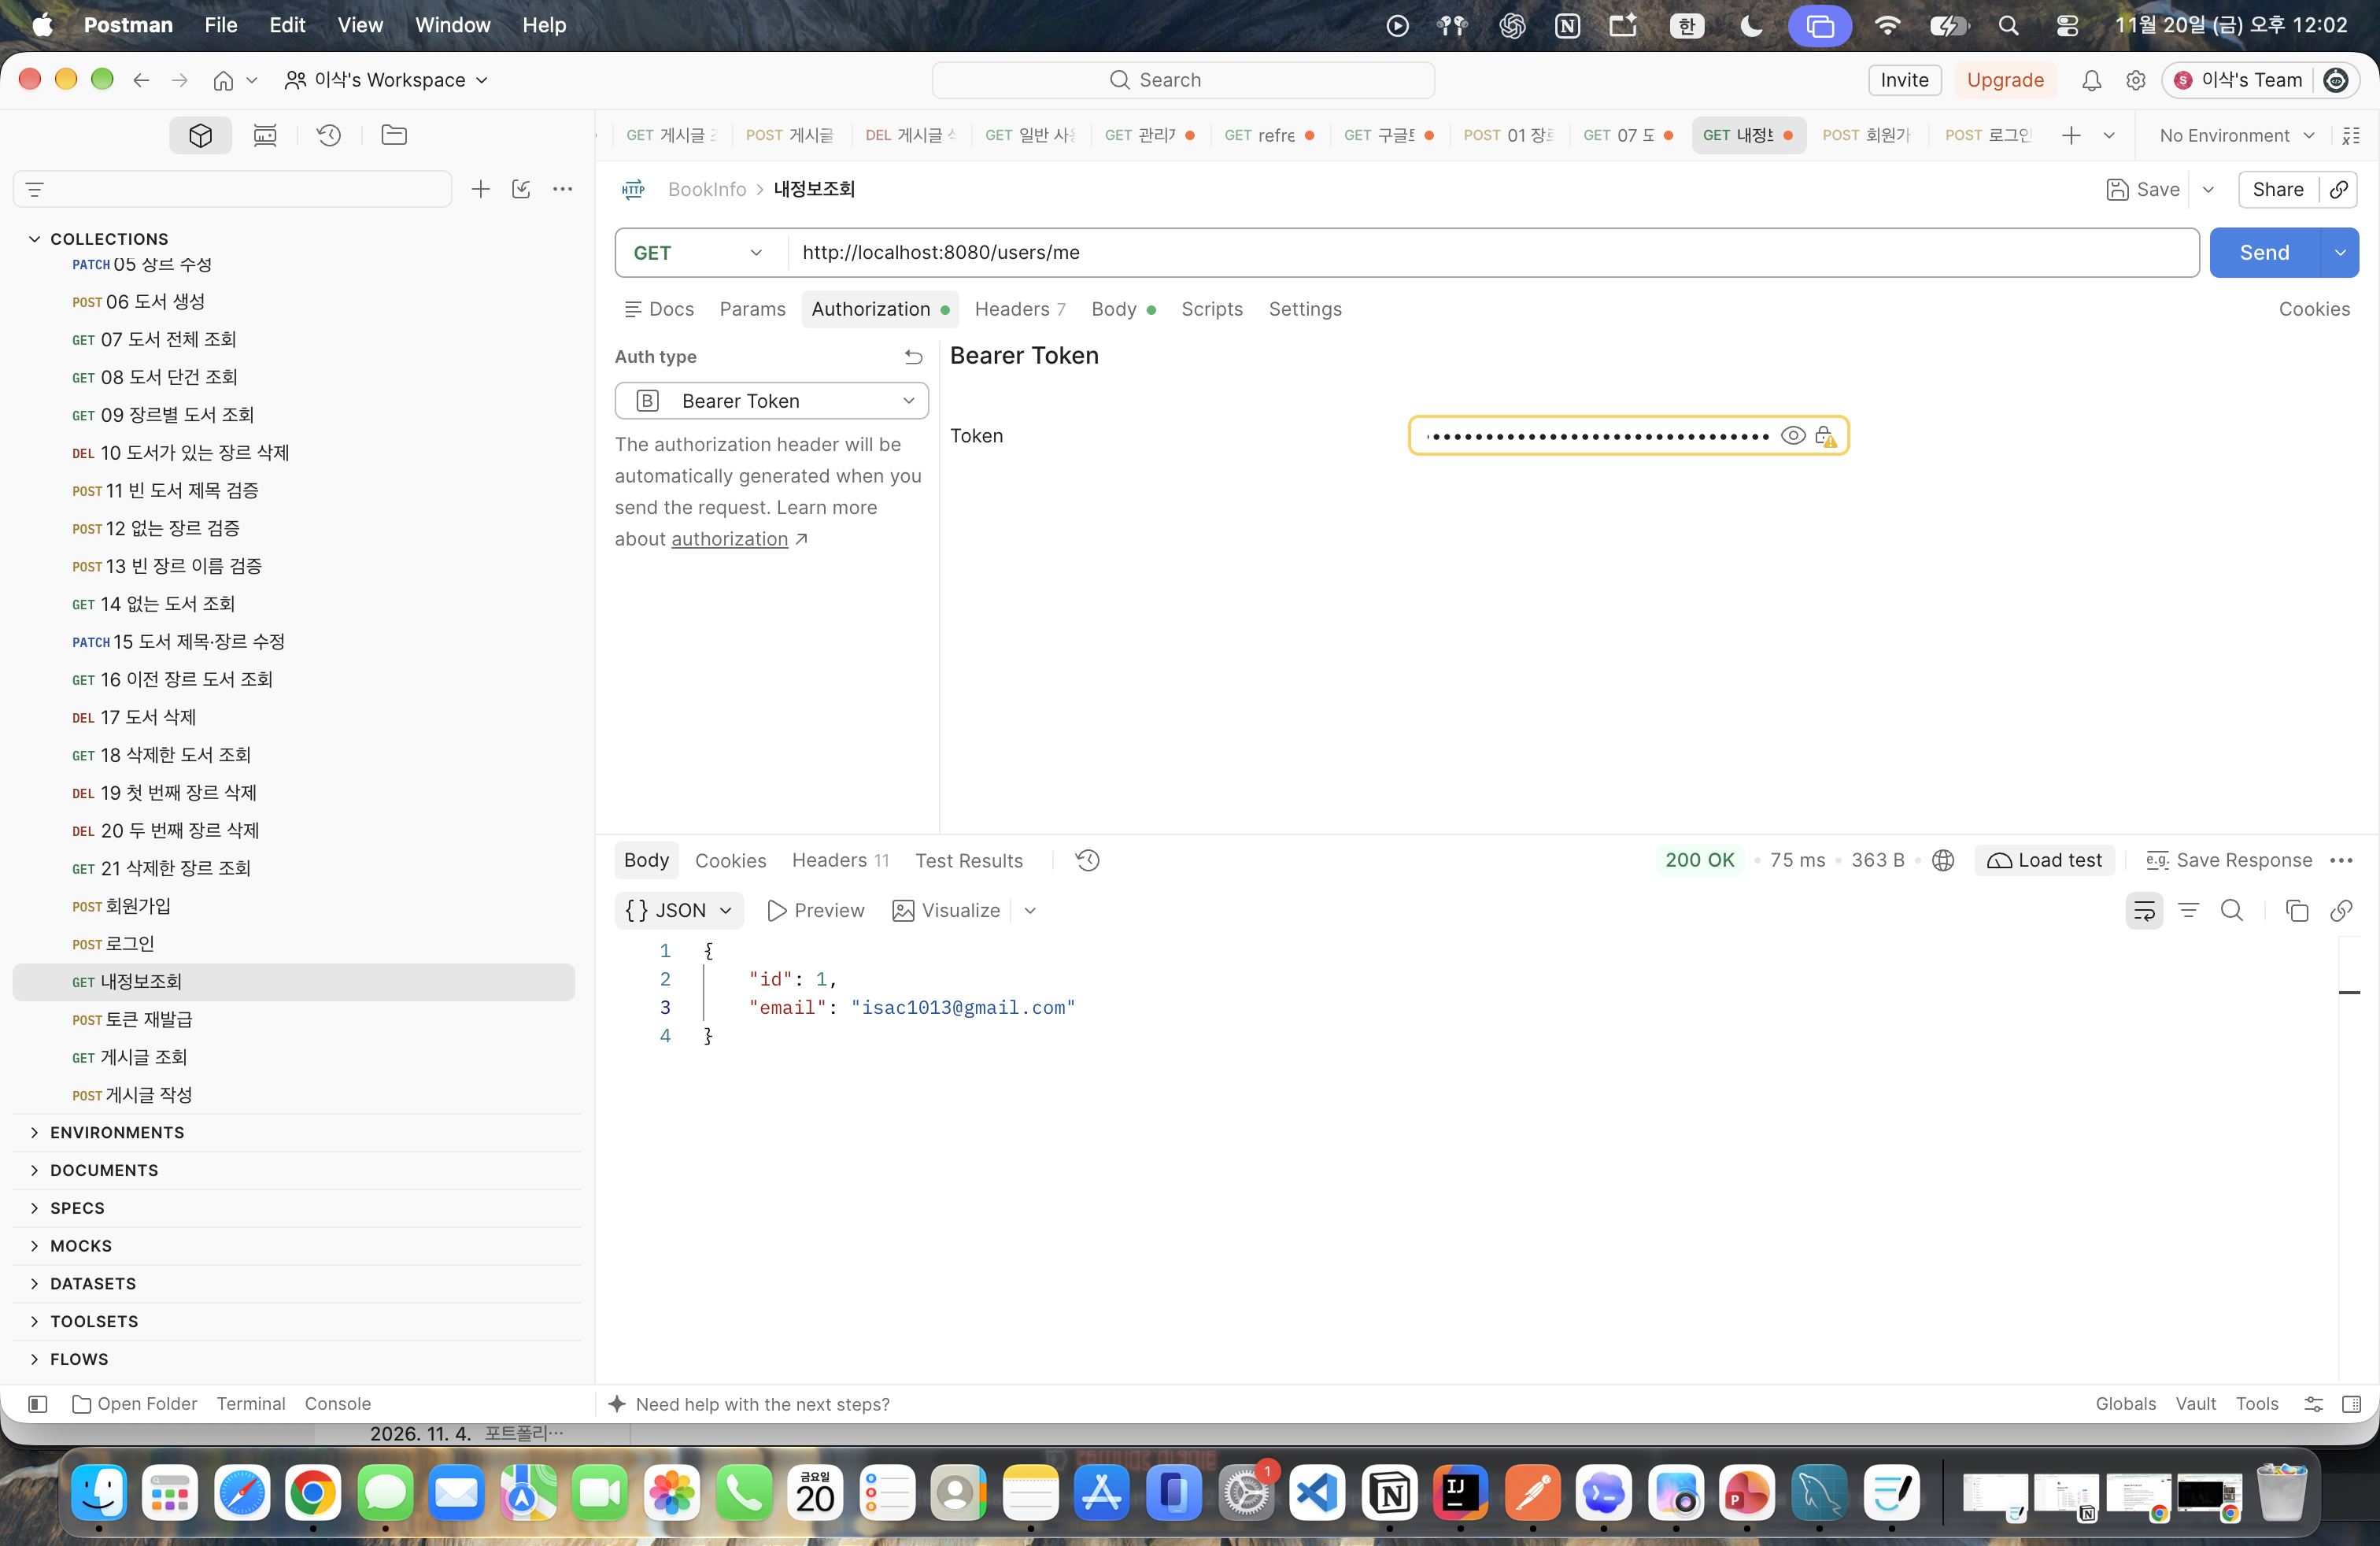 Postman File Edit View Window Help
한 11월 20일 (금) 오후 12:02
이삭's Workspace
Search
Invite
Upgrade
S 이삭's Team
GET 게시글
POST 게시글
DEL 게시글
GET 일반
GET 관리
GET refre
GET 구글
POST 01
GET 07
GET 내정
POST 회원가
POST 로그인
No Environment
COLLECTIONS
PATCH 05 장르 수정
POST 06 도서 생성
GET 07 도서 전체 조회
GET 08 도서 단건 조회
GET 09 장르별 도서 조회
DEL 10 도서가 있는 장르 삭제
POST 11 빈 도서 제목 검증
POST 12 없는 장르 검증
POST 13 빈 장르 이름 검증
GET 14 없는 도서 조회
PATCH 15 도서 제목·장르 수정
GET 16 이전 장르 도서 조회
DEL 17 도서 삭제
GET 18 삭제한 도서 조회
DEL 19 첫 번째 장르 삭제
DEL 20 두 번째 장르 삭제
GET 21 삭제한 장르 조회
POST 회원가입
POST 로그인
GET 내정보조회
POST 토큰 재발급
GET 게시글 조회
POST 게시글 작성
ENVIRONMENTS
DOCUMENTS
SPECS
MOCKS
DATASETS
TOOLSETS
FLOWS
HTTP BookInfo > 내정보조회
Save
Share
GET http://localhost:8080/users/me
Send
Docs Params Authorization Headers 7 Body Scripts Settings
Cookies
Auth type
B Bearer Token
The authorization header will be
automatically generated when you
send the request. Learn more
about authorization ↗
Bearer Token
Token
Body Cookies Headers 11 Test Results
200 OK • 75 ms • 363 B
Load test
e.g. Save Response
{} JSON
Preview
Visualize
1 {
2 "id": 1,
3 "email": "isac1013@gmail.com"
4 }
Open Folder Terminal Console
Need help with the next steps?
Globals Vault Tools
2026. 11. 4. 포트폴리…
금요일
20
1
IJ
P